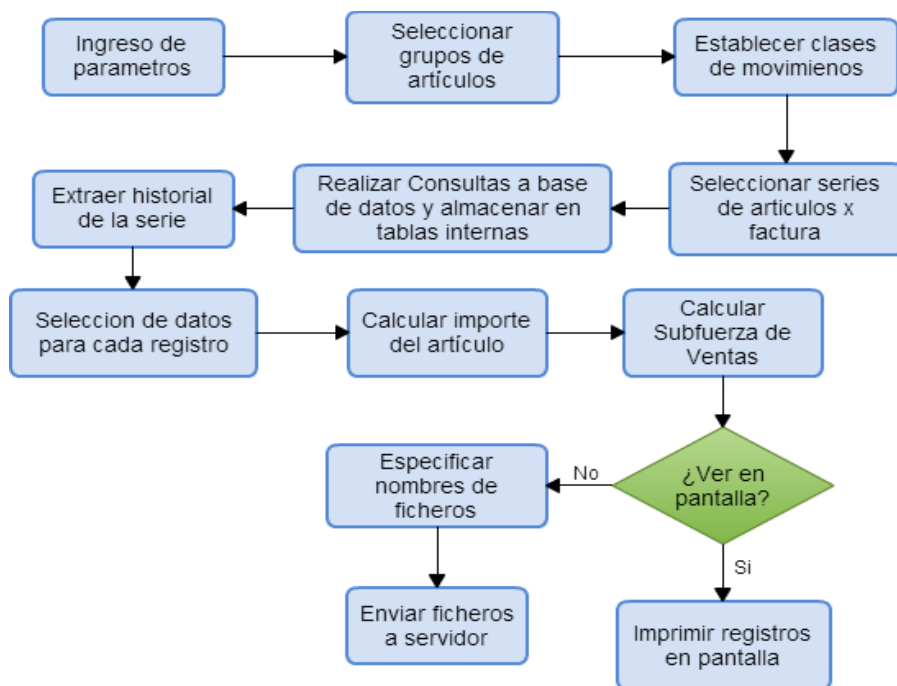 Ingreso de
parametros
Seleccionar
grupos de
artículos
Establecer clases
de movimienos
Seleccionar series
de articulos x
factura
Realizar Consultas a base
de datos y almacenar en
tablas internas
Extraer historial
de la serie
Seleccion de datos
para cada registro
Calcular importe
del artículo
Calcular
Subfuerza de
Ventas
¿Ver en
pantalla?
No
Especificar
nombres de
ficheros
Enviar ficheros
a servidor
Si
Imprimir registros
en pantalla